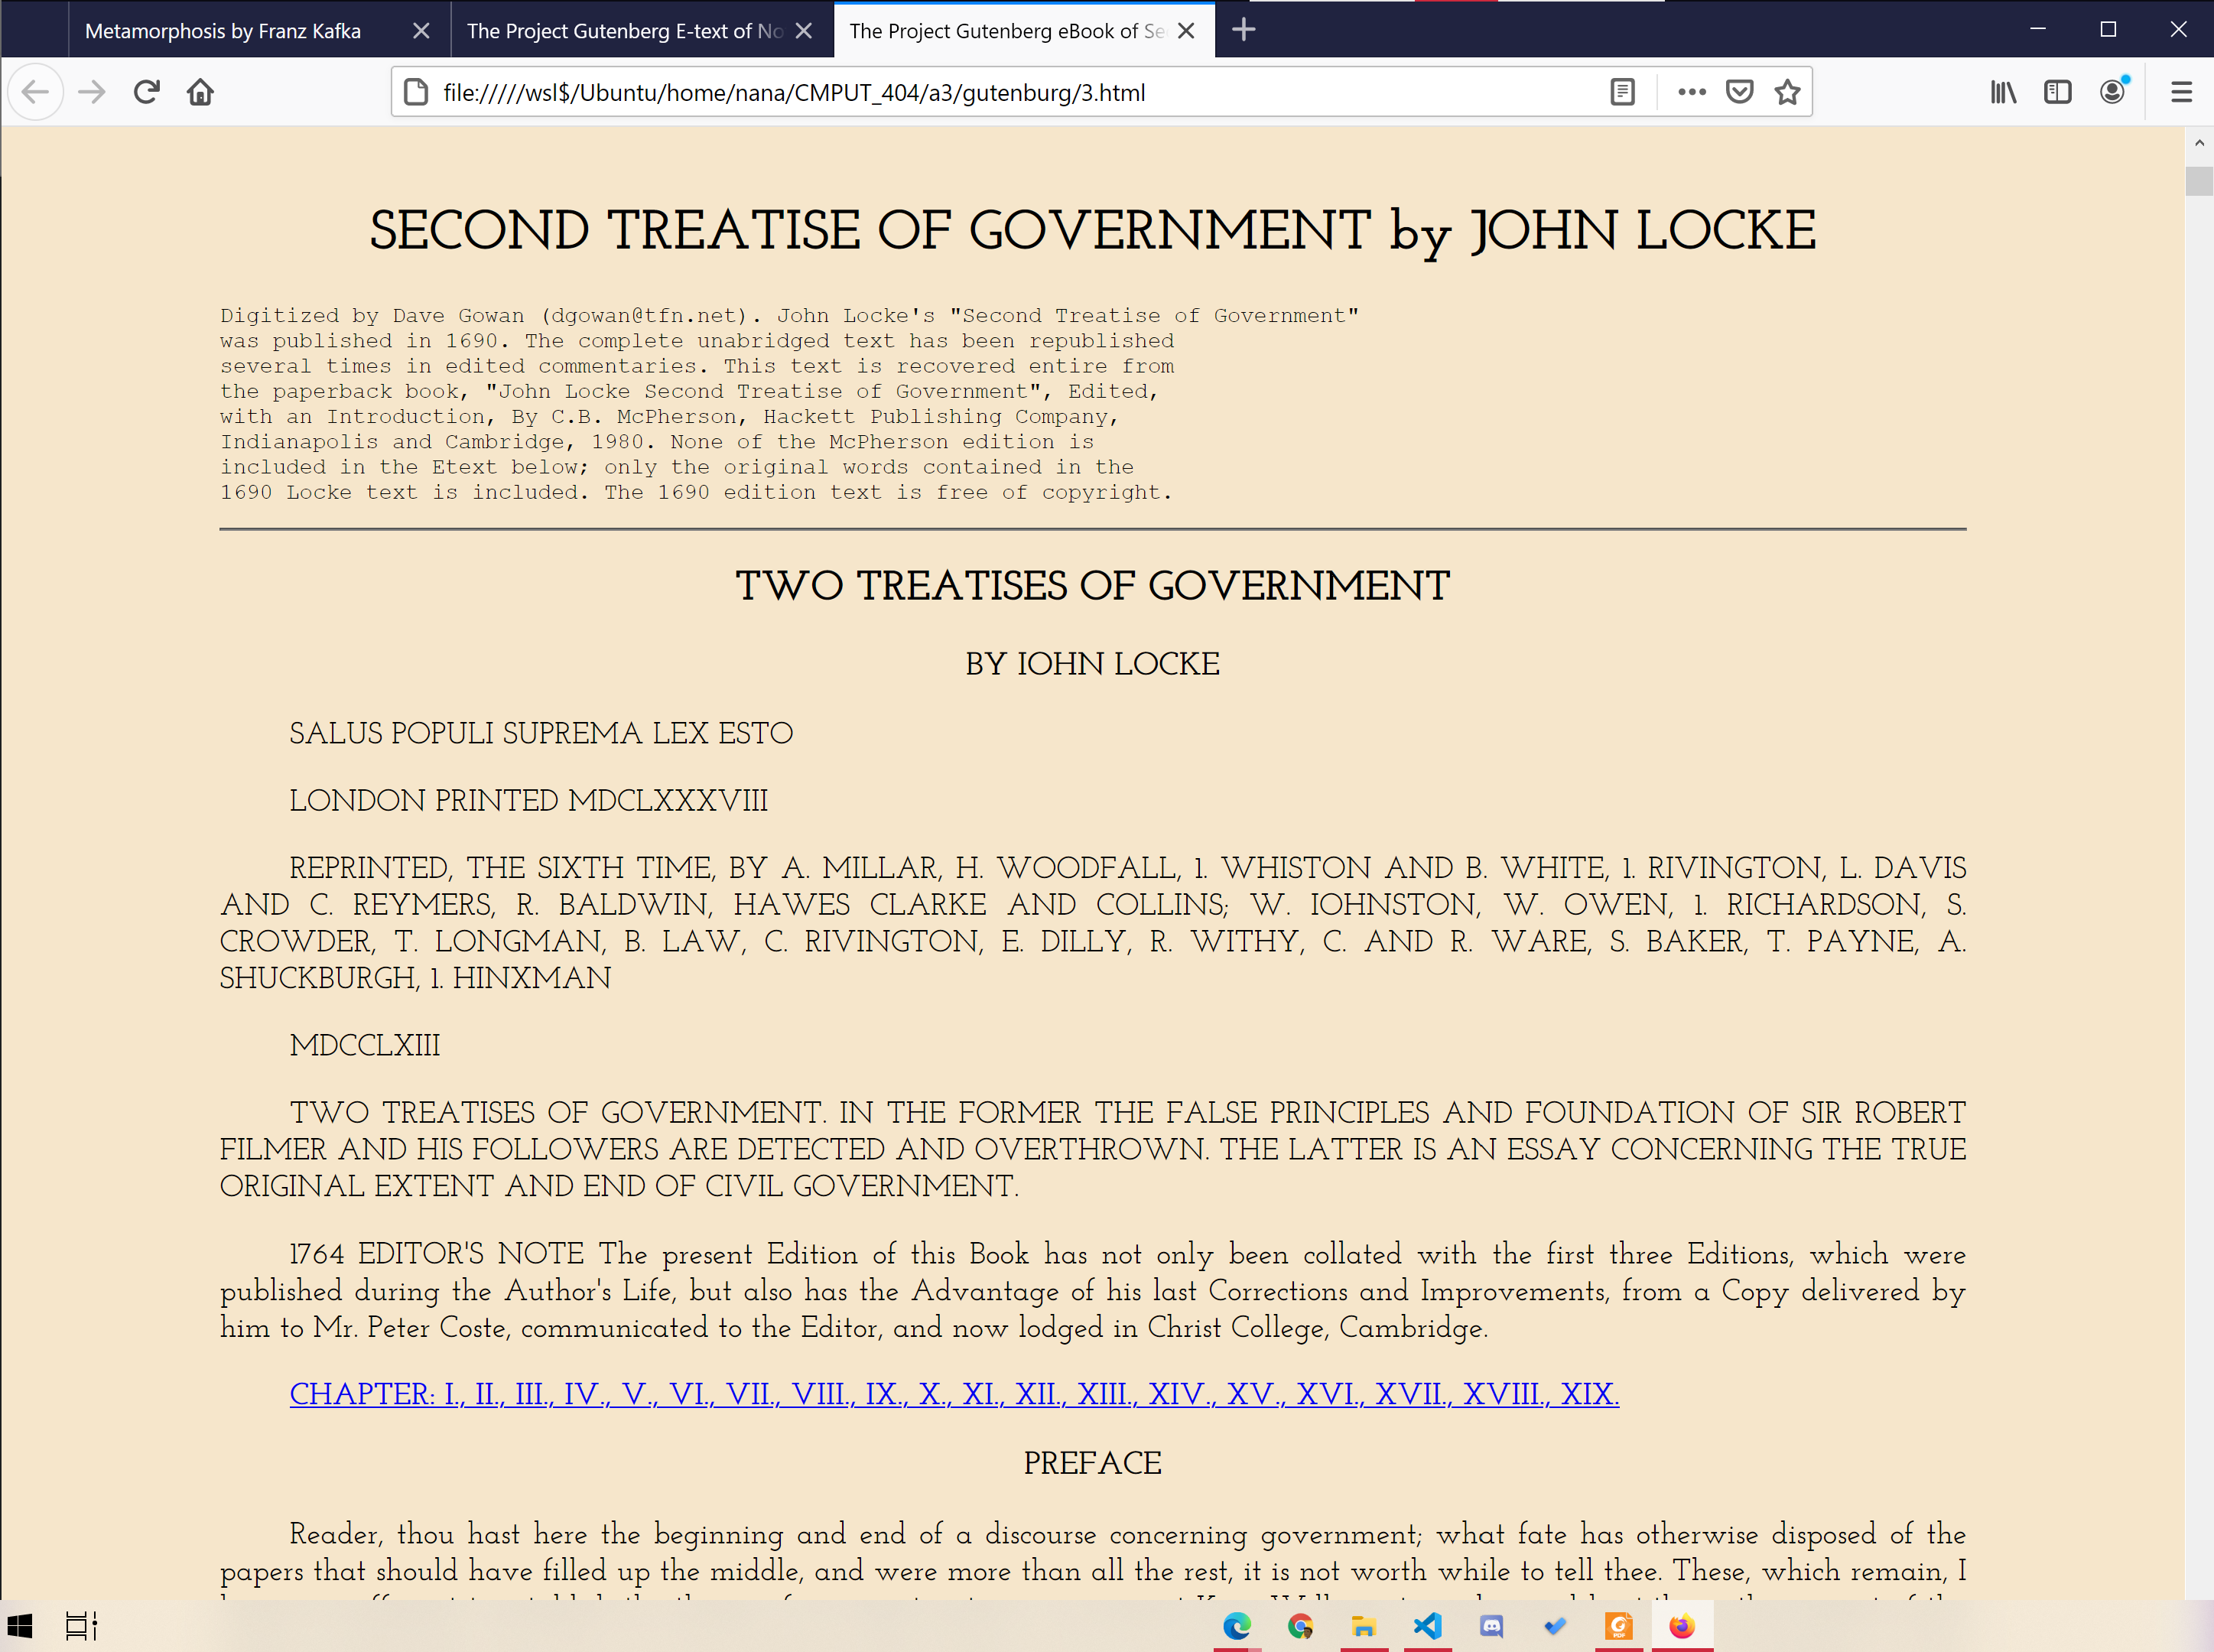 Metamorphosis by Franz Kafka
The Project Gutenberg E-text of No
The Project Gutenberg eBook of Se
file://///wsl$/Ubuntu/home/nana/CMPUT_404/a3/gutenburg/3.html
SECOND TREATISE OF GOVERNMENT by JOHN LOCKE
Digitized by Dave Gowan (dgowan@tfn.net). John Locke's "Second Treatise of Government"
was published in 1690. The complete unabridged text has been republished
several times in edited commentaries. This text is recovered entire from
the paperback book, "John Locke Second Treatise of Government", Edited,
with an Introduction, By C.B. McPherson, Hackett Publishing Company,
Indianapolis and Cambridge, 1980. None of the McPherson edition is
included in the Etext below; only the original words contained in the
1690 Locke text is included. The 1690 edition text is free of copyright.
TWO TREATISES OF GOVERNMENT
BY IOHN LOCKE
SALUS POPULI SUPREMA LEX ESTO
LONDON PRINTED MDCLXXXVIII
REPRINTED, THE SIXTH TIME, BY A. MILLAR, H. WOODFALL, 1. WHISTON AND B. WHITE, 1. RIVINGTON, L. DAVIS
AND C. REYMERS, R. BALDWIN, HAWES CLARKE AND COLLINS; W. IOHNSTON, W. OWEN, 1. RICHARDSON, S.
CROWDER, T. LONGMAN, B. LAW, C. RIVINGTON, E. DILLY, R. WITHY, C. AND R. WARE, S. BAKER, T. PAYNE, A.
SHUCKBURGH, 1. HINXMAN
MDCCLXIII
TWO TREATISES OF GOVERNMENT. IN THE FORMER THE FALSE PRINCIPLES AND FOUNDATION OF SIR ROBERT
FILMER AND HIS FOLLOWERS ARE DETECTED AND OVERTHROWN. THE LATTER IS AN ESSAY CONCERNING THE TRUE
ORIGINAL EXTENT AND END OF CIVIL GOVERNMENT.
1764 EDITOR'S NOTE The present Edition of this Book has not only been collated with the first three Editions, which were
published during the Author's Life, but also has the Advantage of his last Corrections and Improvements, from a Copy delivered by
him to Mr. Peter Coste, communicated to the Editor, and now lodged in Christ College, Cambridge.
CHAPTER: I., II., III., IV., V., VI., VII., VIII., IX., X., XI., XII., XIII., XIV., XV., XVI., XVII., XVIII., XIX.
PREFACE
Reader, thou hast here the beginning and end of a discourse concerning government; what fate has otherwise disposed of the
papers that should have filled up the middle, and were more than all the rest, it is not worth while to tell thee. These, which remain, I